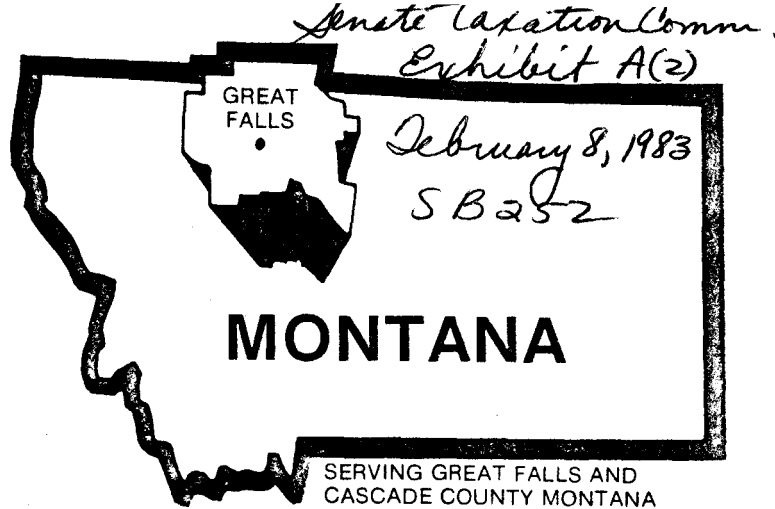 Senate Taxation Comm.
Exhibit A(2)
GREAT
FALLS
February 8, 1983
SB252
MONTANA
SERVING GREAT FALLS AND
CASCADE COUNTY MONTANA